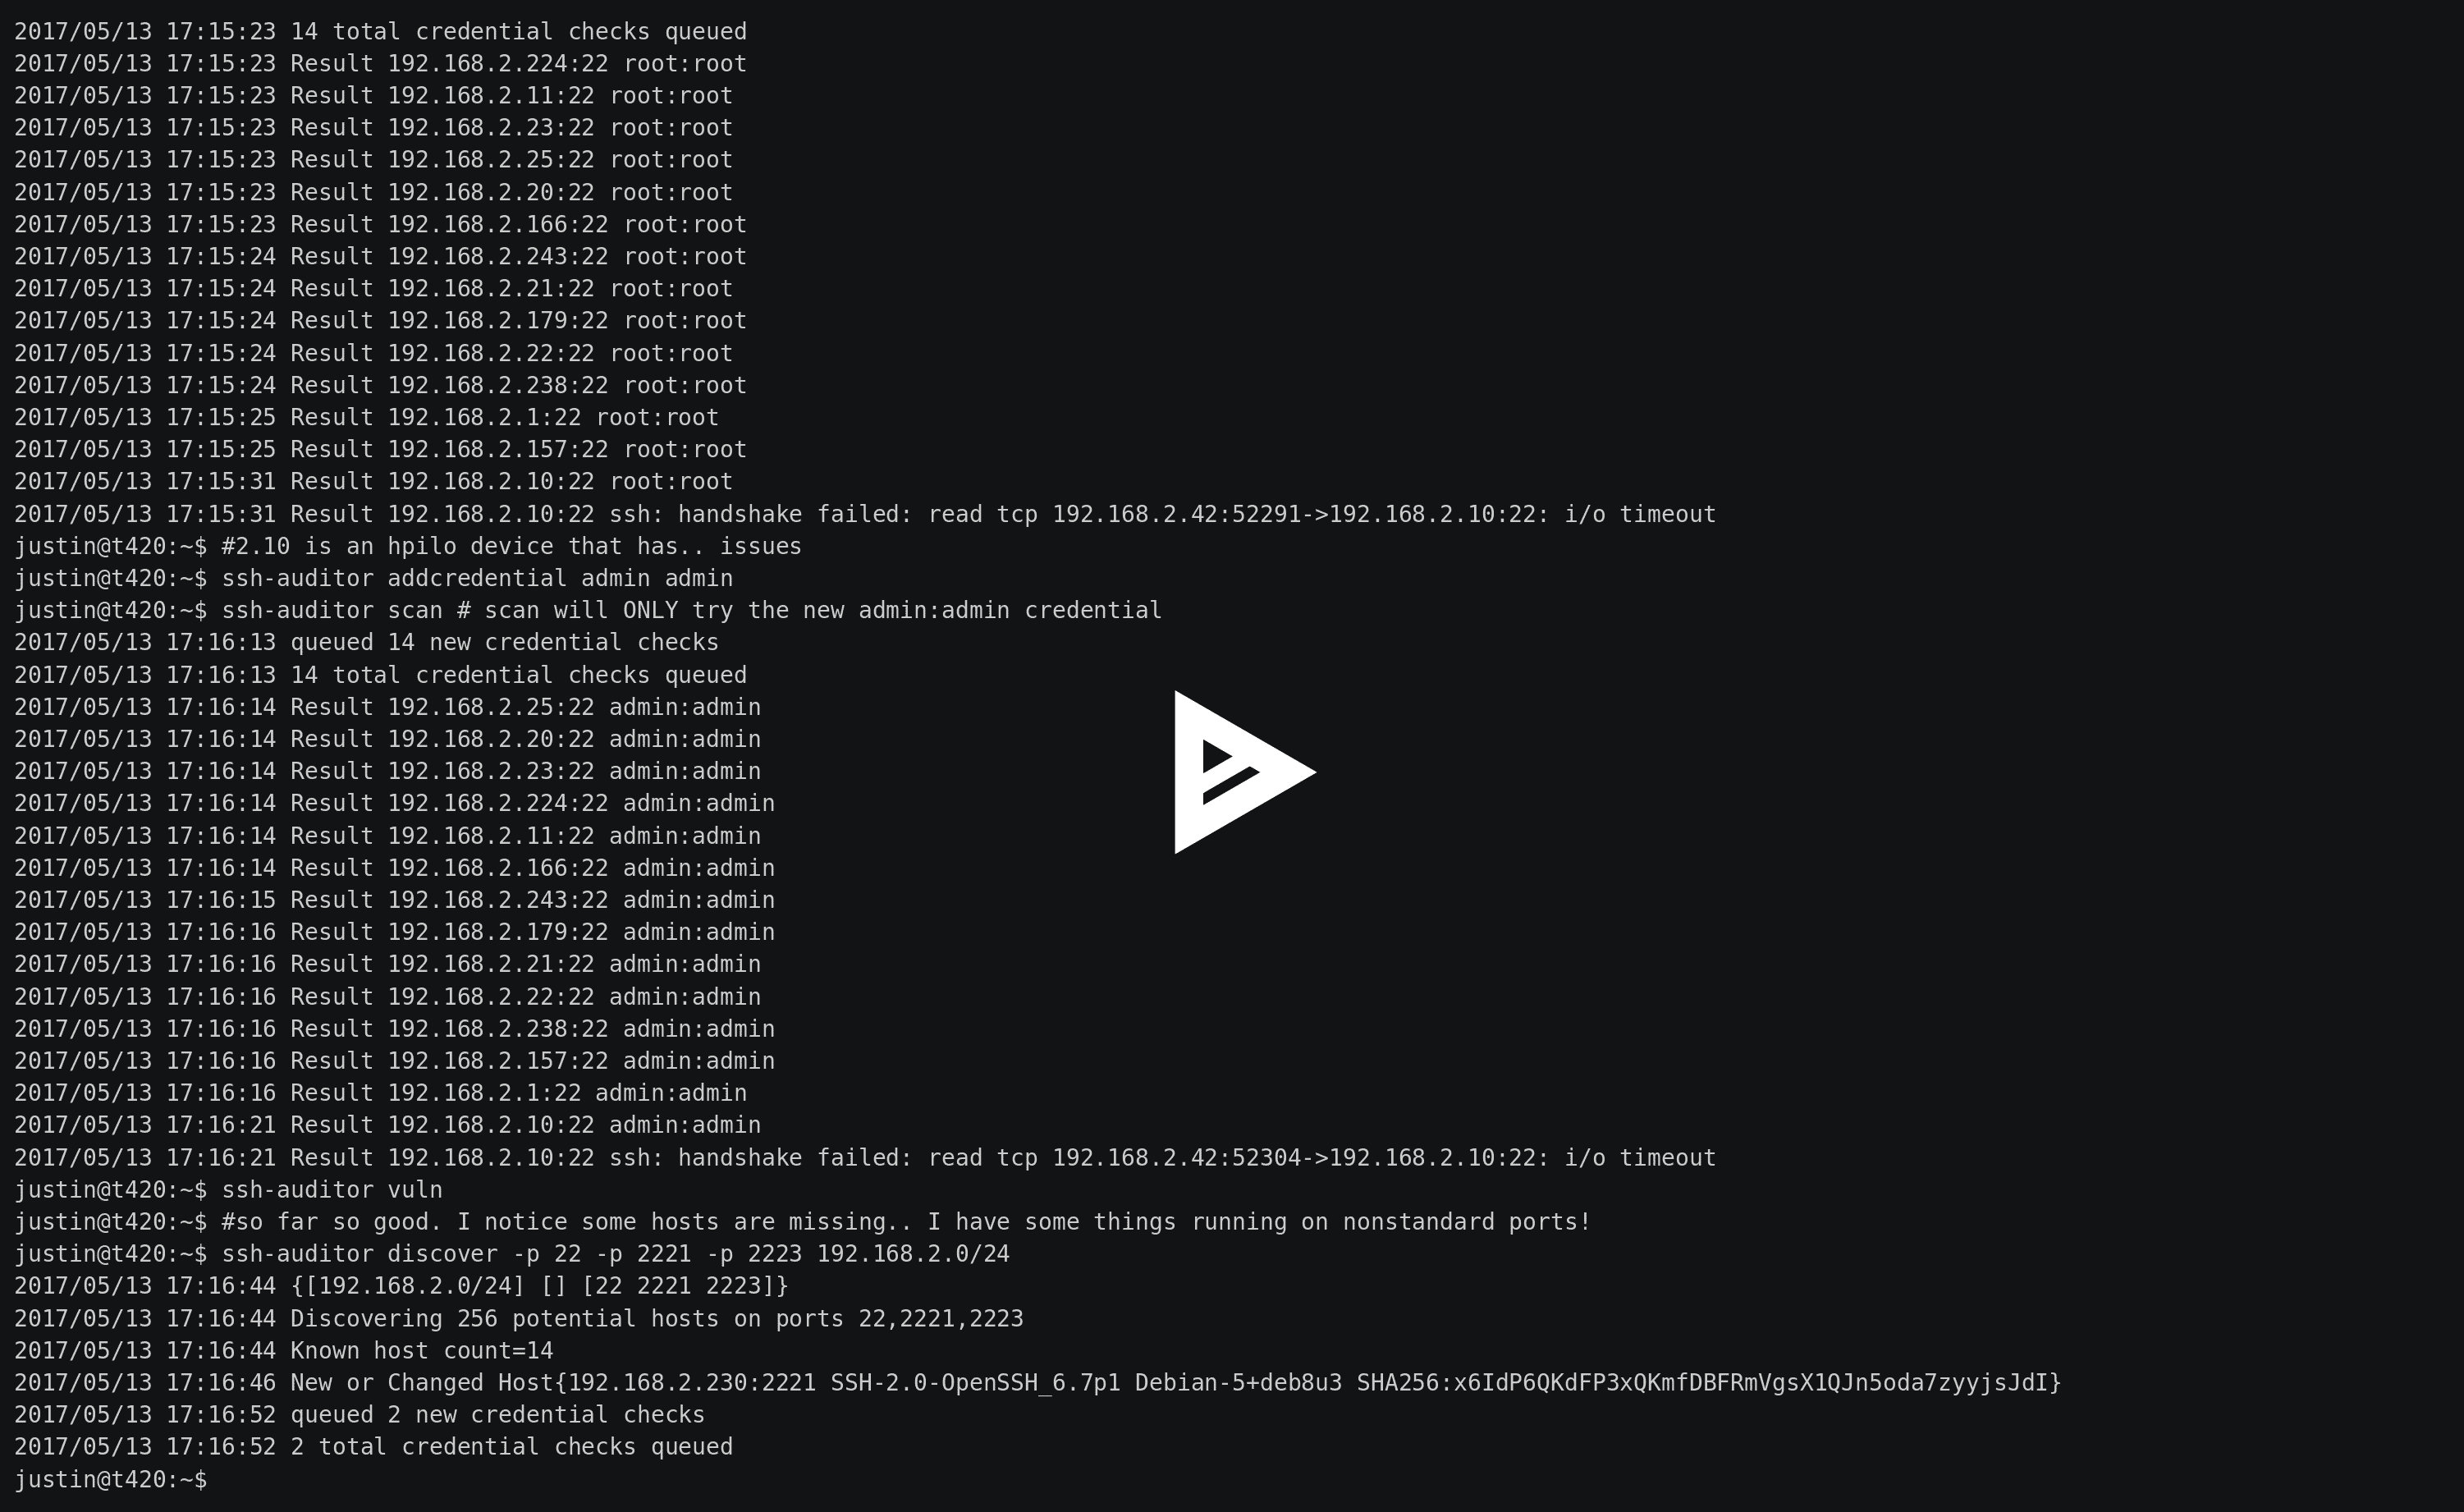 2017/05/13 17:15:23 14 total credential checks queued
2017/05/13 17:15:23 Result 192.168.2.224:22 root:root
2017/05/13 17:15:23 Result 192.168.2.11:22 root:root
2017/05/13 17:15:23 Result 192.168.2.23:22 root:root
2017/05/13 17:15:23 Result 192.168.2.25:22 root:root
2017/05/13 17:15:23 Result 192.168.2.20:22 root:root
2017/05/13 17:15:23 Result 192.168.2.166:22 root:root
2017/05/13 17:15:24 Result 192.168.2.243:22 root:root
2017/05/13 17:15:24 Result 192.168.2.21:22 root:root
2017/05/13 17:15:24 Result 192.168.2.179:22 root:root
2017/05/13 17:15:24 Result 192.168.2.22:22 root:root
2017/05/13 17:15:24 Result 192.168.2.238:22 root:root
2017/05/13 17:15:25 Result 192.168.2.1:22 root:root
2017/05/13 17:15:25 Result 192.168.2.157:22 root:root
2017/05/13 17:15:31 Result 192.168.2.10:22 root:root
2017/05/13 17:15:31 Result 192.168.2.10:22 ssh: handshake failed: read tcp 192.168.2.42:52291->192.168.2.10:22: i/o timeout
justin@t420:~$ #2.10 is an hpilo device that has.. issues
justin@t420:~$ ssh-auditor addcredential admin admin
justin@t420:~$ ssh-auditor scan # scan will ONLY try the new admin:admin credential
2017/05/13 17:16:13 queued 14 new credential checks
2017/05/13 17:16:13 14 total credential checks queued
2017/05/13 17:16:14 Result 192.168.2.25:22 admin:admin
2017/05/13 17:16:14 Result 192.168.2.20:22 admin:admin
2017/05/13 17:16:14 Result 192.168.2.23:22 admin:admin
2017/05/13 17:16:14 Result 192.168.2.224:22 admin:admin
2017/05/13 17:16:14 Result 192.168.2.11:22 admin:admin
2017/05/13 17:16:14 Result 192.168.2.166:22 admin:admin
2017/05/13 17:16:15 Result 192.168.2.243:22 admin:admin
2017/05/13 17:16:16 Result 192.168.2.179:22 admin:admin
2017/05/13 17:16:16 Result 192.168.2.21:22 admin:admin
2017/05/13 17:16:16 Result 192.168.2.22:22 admin:admin
2017/05/13 17:16:16 Result 192.168.2.238:22 admin:admin
2017/05/13 17:16:16 Result 192.168.2.157:22 admin:admin
2017/05/13 17:16:16 Result 192.168.2.1:22 admin:admin
2017/05/13 17:16:21 Result 192.168.2.10:22 admin:admin
2017/05/13 17:16:21 Result 192.168.2.10:22 ssh: handshake failed: read tcp 192.168.2.42:52304->192.168.2.10:22: i/o timeout
justin@t420:~$ ssh-auditor vuln
justin@t420:~$ #so far so good. I notice some hosts are missing.. I have some things running on nonstandard ports!
justin@t420:~$ ssh-auditor discover -p 22 -p 2221 -p 2223 192.168.2.0/24
2017/05/13 17:16:44 {[192.168.2.0/24] [] [22 2221 2223]}
2017/05/13 17:16:44 Discovering 256 potential hosts on ports 22,2221,2223
2017/05/13 17:16:44 Known host count=14
2017/05/13 17:16:46 New or Changed Host{192.168.2.230:2221 SSH-2.0-OpenSSH_6.7p1 Debian-5+deb8u3 SHA256:x6IdP6QKdFP3xQKmfDBFRmVgsX1QJn5oda7zyyjsJdI}
2017/05/13 17:16:52 queued 2 new credential checks
2017/05/13 17:16:52 2 total credential checks queued
justin@t420:~$